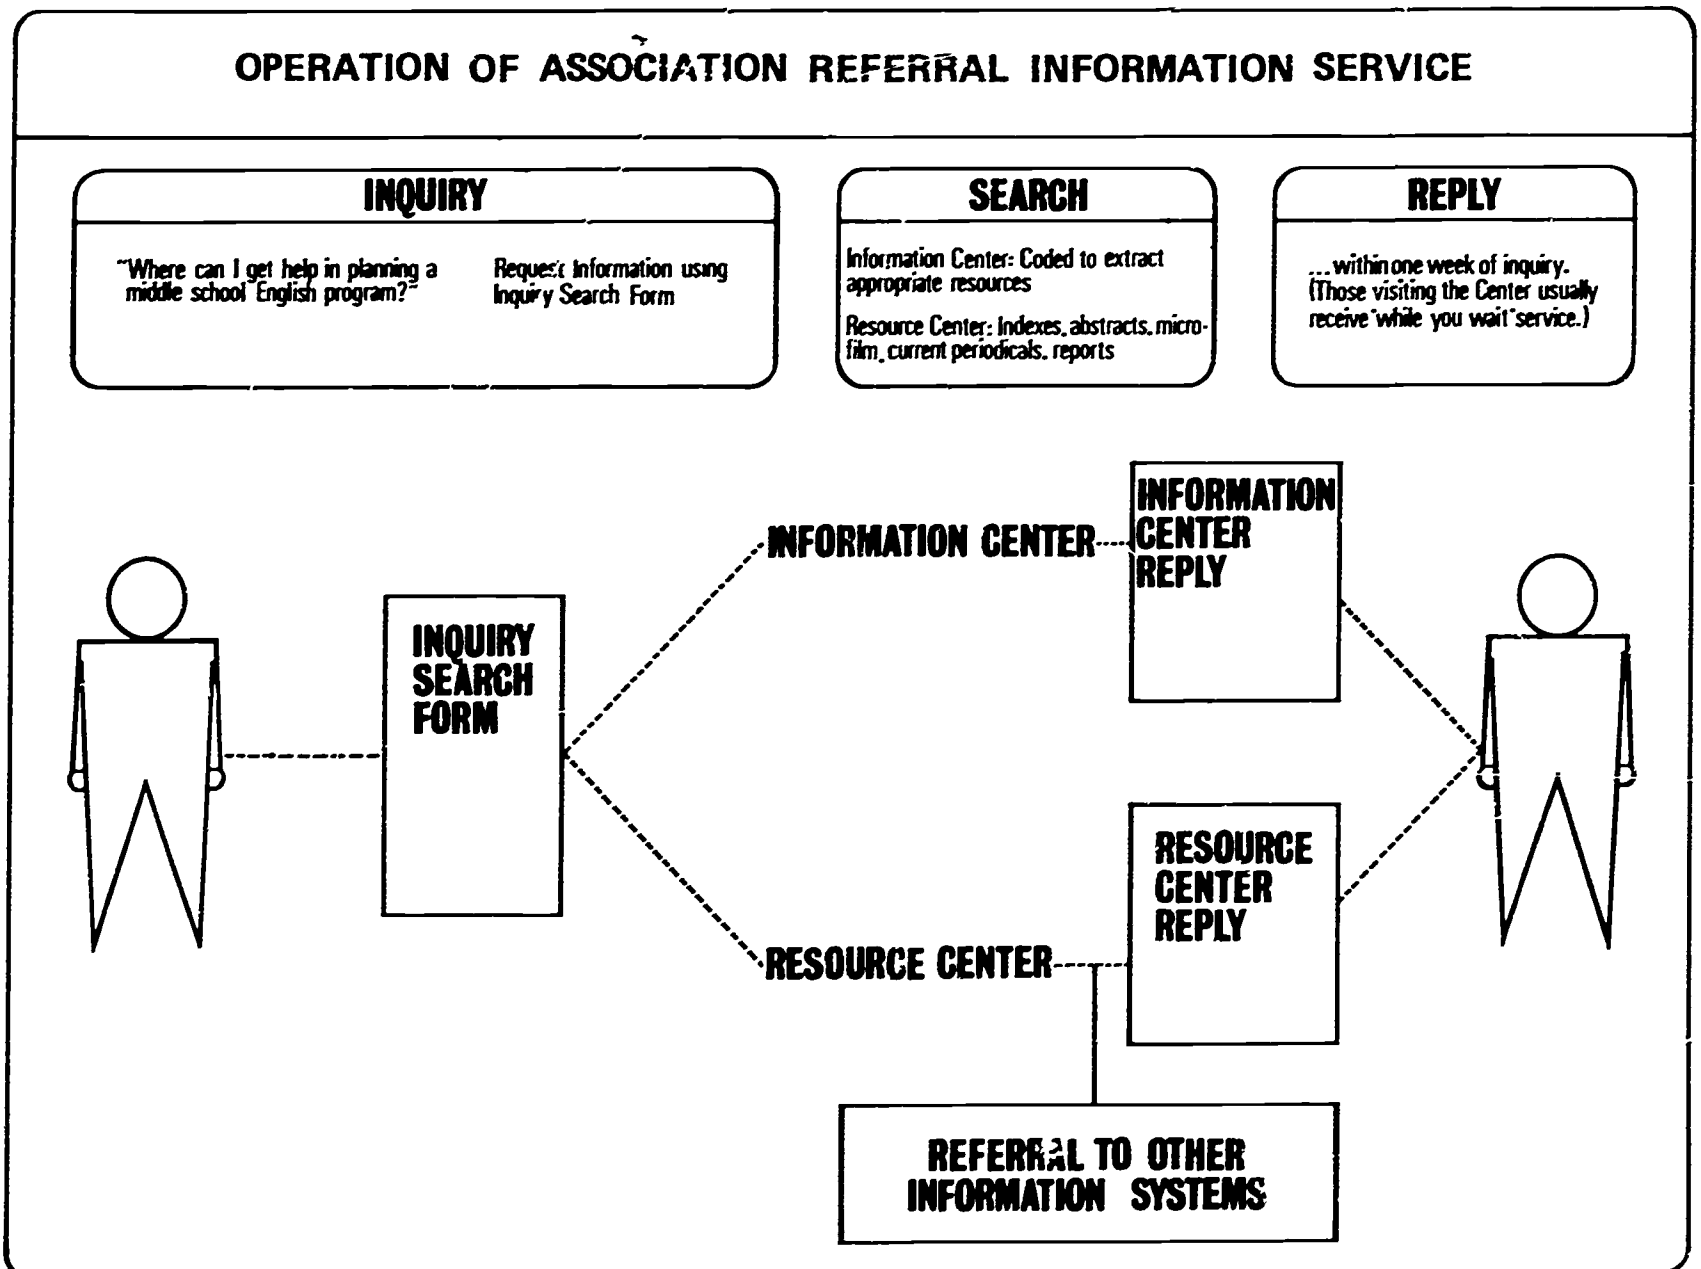 OPERATION OF ASSOCIATION REFERRAL INFORMATION SERVICE
INQUIRY
"Where can I get help in planning a
middle school English program?"
Request Information using
Inquiry Search Form
SEARCH
Information Center: Coded to extract
appropriate resources
Resource Center: Indexes, abstracts, micro-
film, current periodicals, reports
REPLY
...within one week of inquiry.
(Those visiting the Center usually
receive "while you wait" service.)
INQUIRY
SEARCH
FORM
INFORMATION CENTER
INFORMATION
CENTER
REPLY
RESOURCE CENTER
RESOURCE
CENTER
REPLY
REFERRAL TO OTHER
INFORMATION SYSTEMS